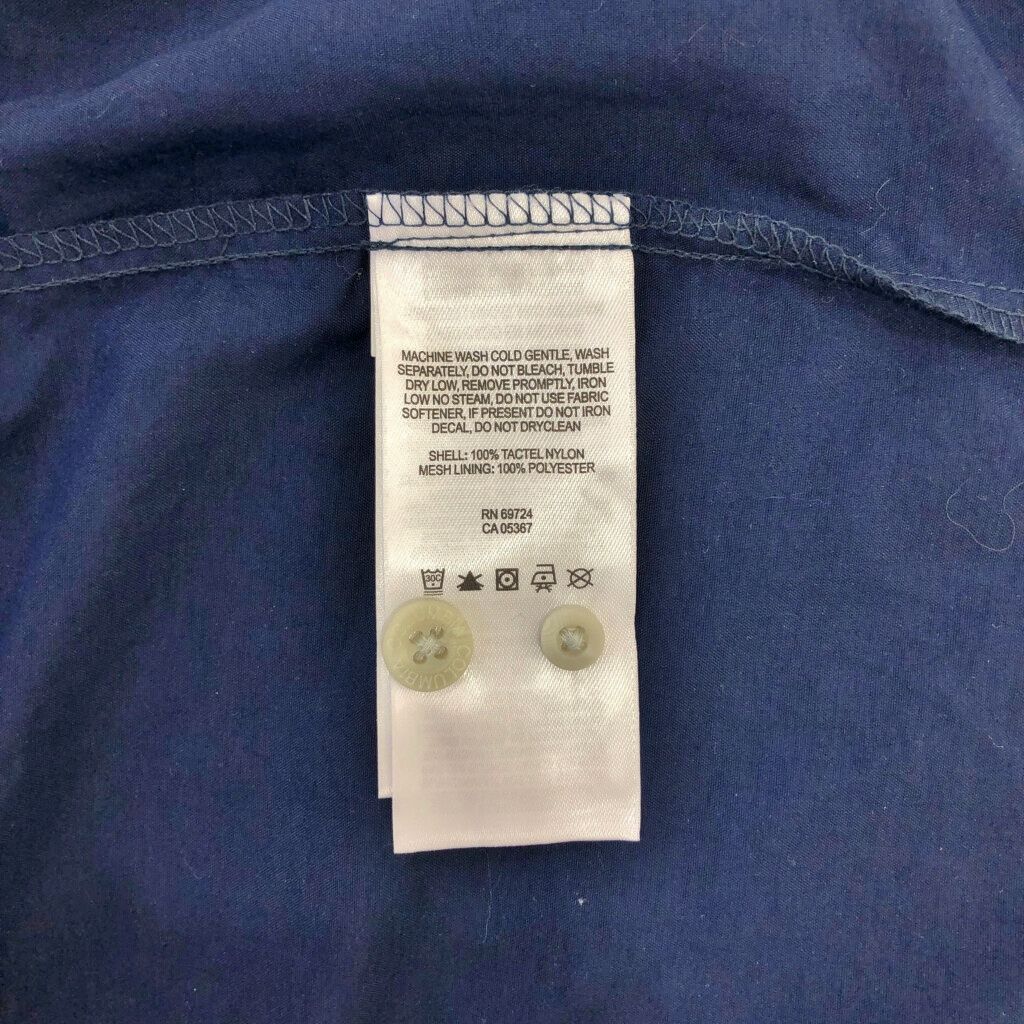 MACHINE WASH COLD GENTLE, WASH
SEPARATELY, DO NOT BLEACH, TUMBLE
DRY LOW, REMOVE PROMPTLY, IRON
LOW NO STEAM, DO NOT USE FABRIC
SOFTENER, IF PRESENT DO NOT IRON
DECAL, DO NOT DRYCLEAN
SHELL: 100% TACTEL NYLON
MESH LINING: 100% POLYESTER
RN 69724
CA 05367
30C
COLUMBIA